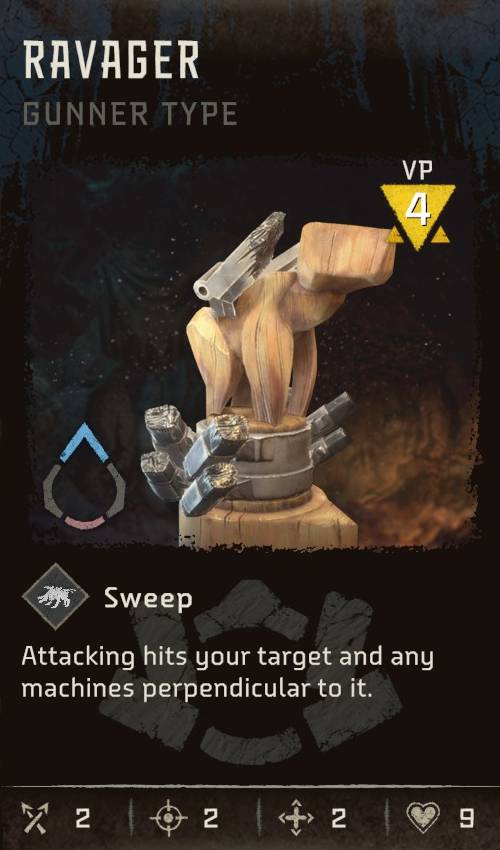 RAVAGER
GUNNER TYPE
VP
4
Sweep
Attacking hits your target and any
machines perpendicular to it.
2 2 2 9